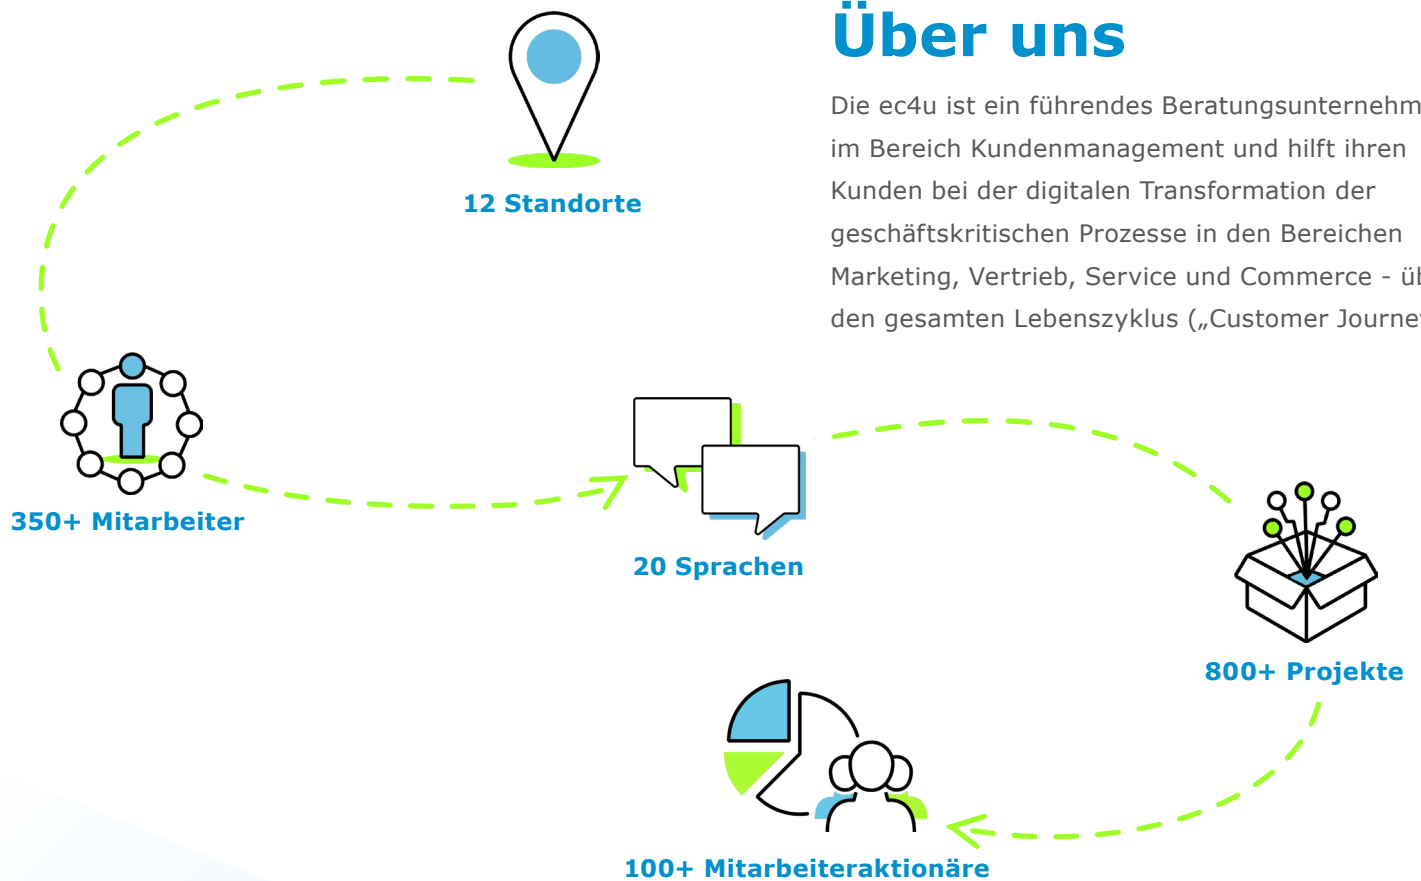 Über uns
Die ec4u ist ein führendes Beratungsunternehm
im Bereich Kundenmanagement und hilft ihren
Kunden bei der digitalen Transformation der
geschäftskritischen Prozesse in den Bereichen
Marketing, Vertrieb, Service und Commerce - üb
den gesamten Lebenszyklus („Customer Journey
12 Standorte
350+ Mitarbeiter
20 Sprachen
800+ Projekte
100+ Mitarbeiteraktionäre